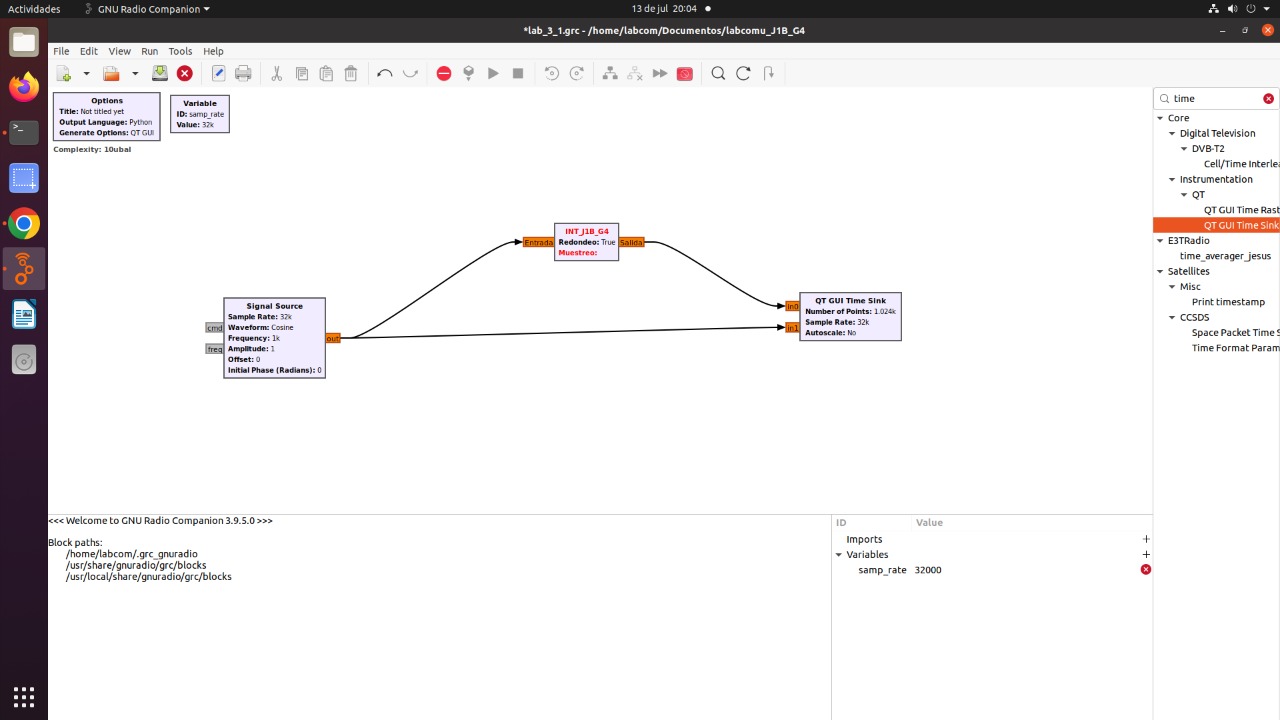 Actividades
GNU Radio Companion
13 de jul 20:04
*lab_3_1.grc - /home/labcom/Documentos/labcomu_J1B_G4
File Edit View Run Tools Help
Options
Title: Not titled yet
Output Language: Python
Generate Options: QT GUI
Variable
ID: samp_rate
Value: 32k
Complexity: 10ubal
INT_J1B_G4
Entrada
Redondeo: True
Salida
Muestreo:
Signal Source
Sample Rate: 32k
cmd
Waveform: Cosine
Frequency: 1k
out
freq
Amplitude: 1
Offset: 0
Initial Phase (Radians): 0
QT GUI Time Sink
in0
Number of Points: 1.024k
Sample Rate: 32k
in1
Autoscale: No
time
Core
Digital Television
DVB-T2
Cell/Time Interlea
Instrumentation
QT
QT GUI Time Rast
QT GUI Time Sink
E3TRadio
time_averager_jesus
Satellites
Misc
Print timestamp
CCSDS
Space Packet Time S
Time Format Param
<<< Welcome to GNU Radio Companion 3.9.5.0 >>>
Block paths:
/home/labcom/.grc_gnuradio
/usr/share/gnuradio/grc/blocks
/usr/local/share/gnuradio/grc/blocks
ID Value
Imports
Variables
samp_rate 32000